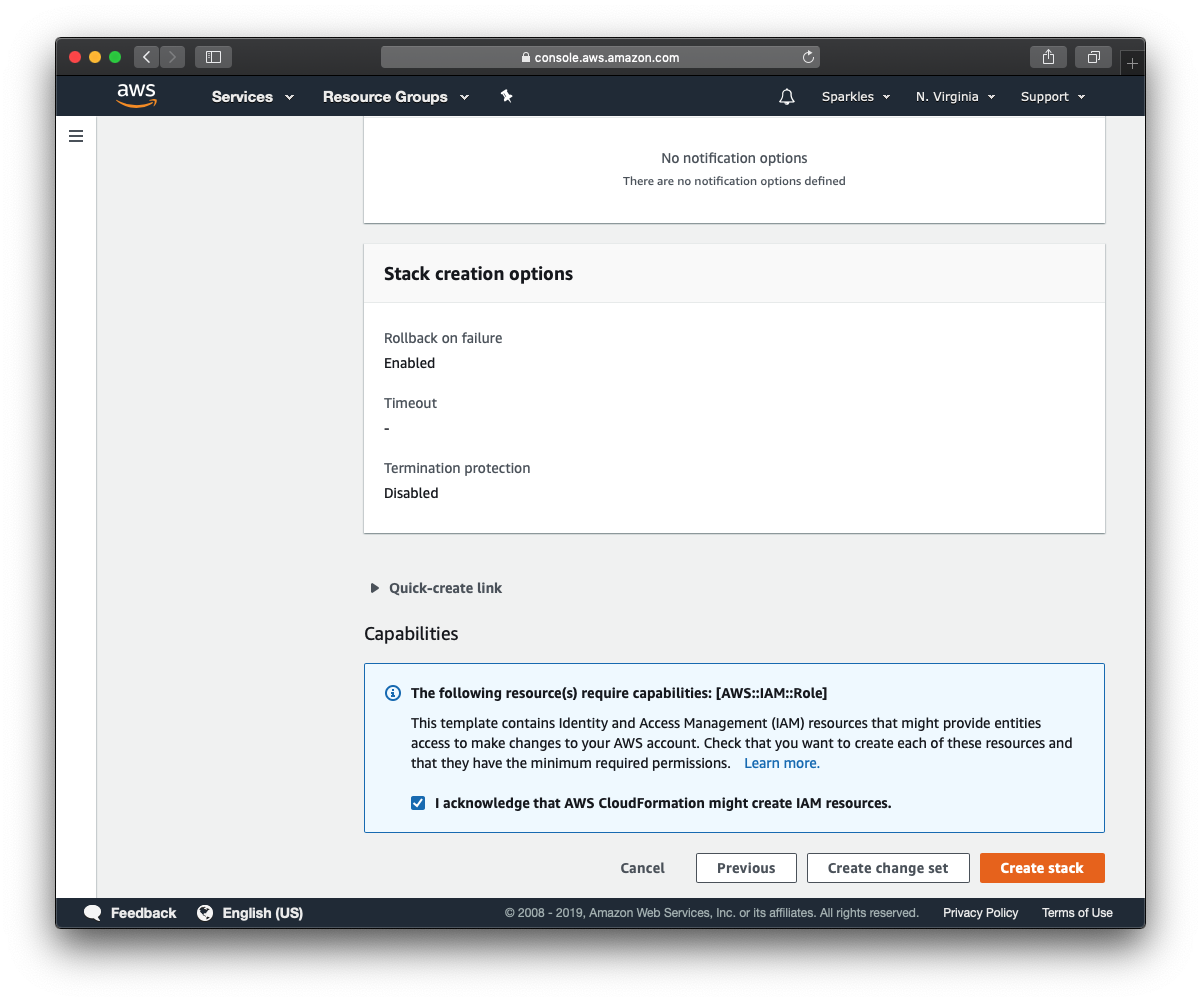 console.aws.amazon.com
aws
Services
Resource Groups
Sparkles
N. Virginia
Support
No notification options
There are no notification options defined
Stack creation options
Rollback on failure
Enabled
Timeout
-
Termination protection
Disabled
Quick-create link
Capabilities
The following resource(s) require capabilities: [AWS::IAM::Role]
This template contains Identity and Access Management (IAM) resources that might provide entities
access to make changes to your AWS account. Check that you want to create each of these resources and
that they have the minimum required permissions. Learn more.
I acknowledge that AWS CloudFormation might create IAM resources.
Cancel
Previous
Create change set
Create stack
Feedback
English (US)
© 2008 - 2019, Amazon Web Services, Inc. or its affiliates. All rights reserved.
Privacy Policy
Terms of Use